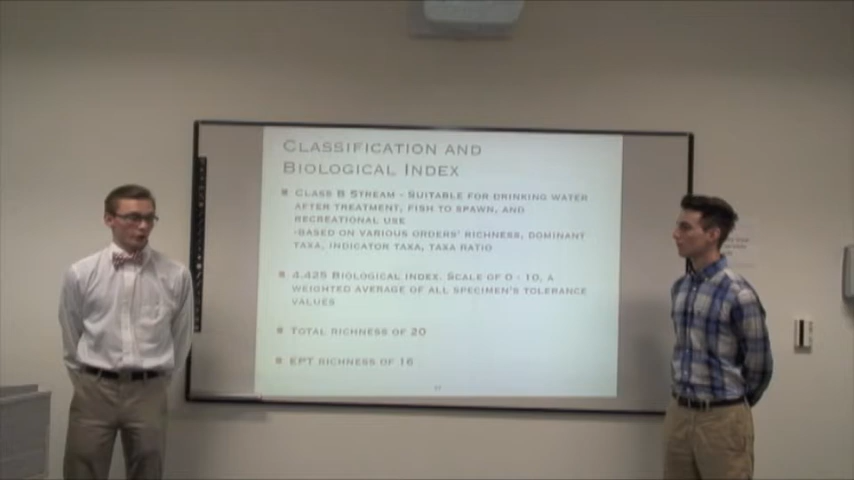 Classification and
Biological Index
Class B Stream - Suitable for drinking water
after treatment, fish to spawn, and
recreational use
-Based on various orders' richness, dominant
taxa, indicator taxa, taxa ratio
4.425 Biological Index. Scale of 0 - 10, a
weighted average of all specimen's tolerance
values
Total richness of 20
EPT richness of 16